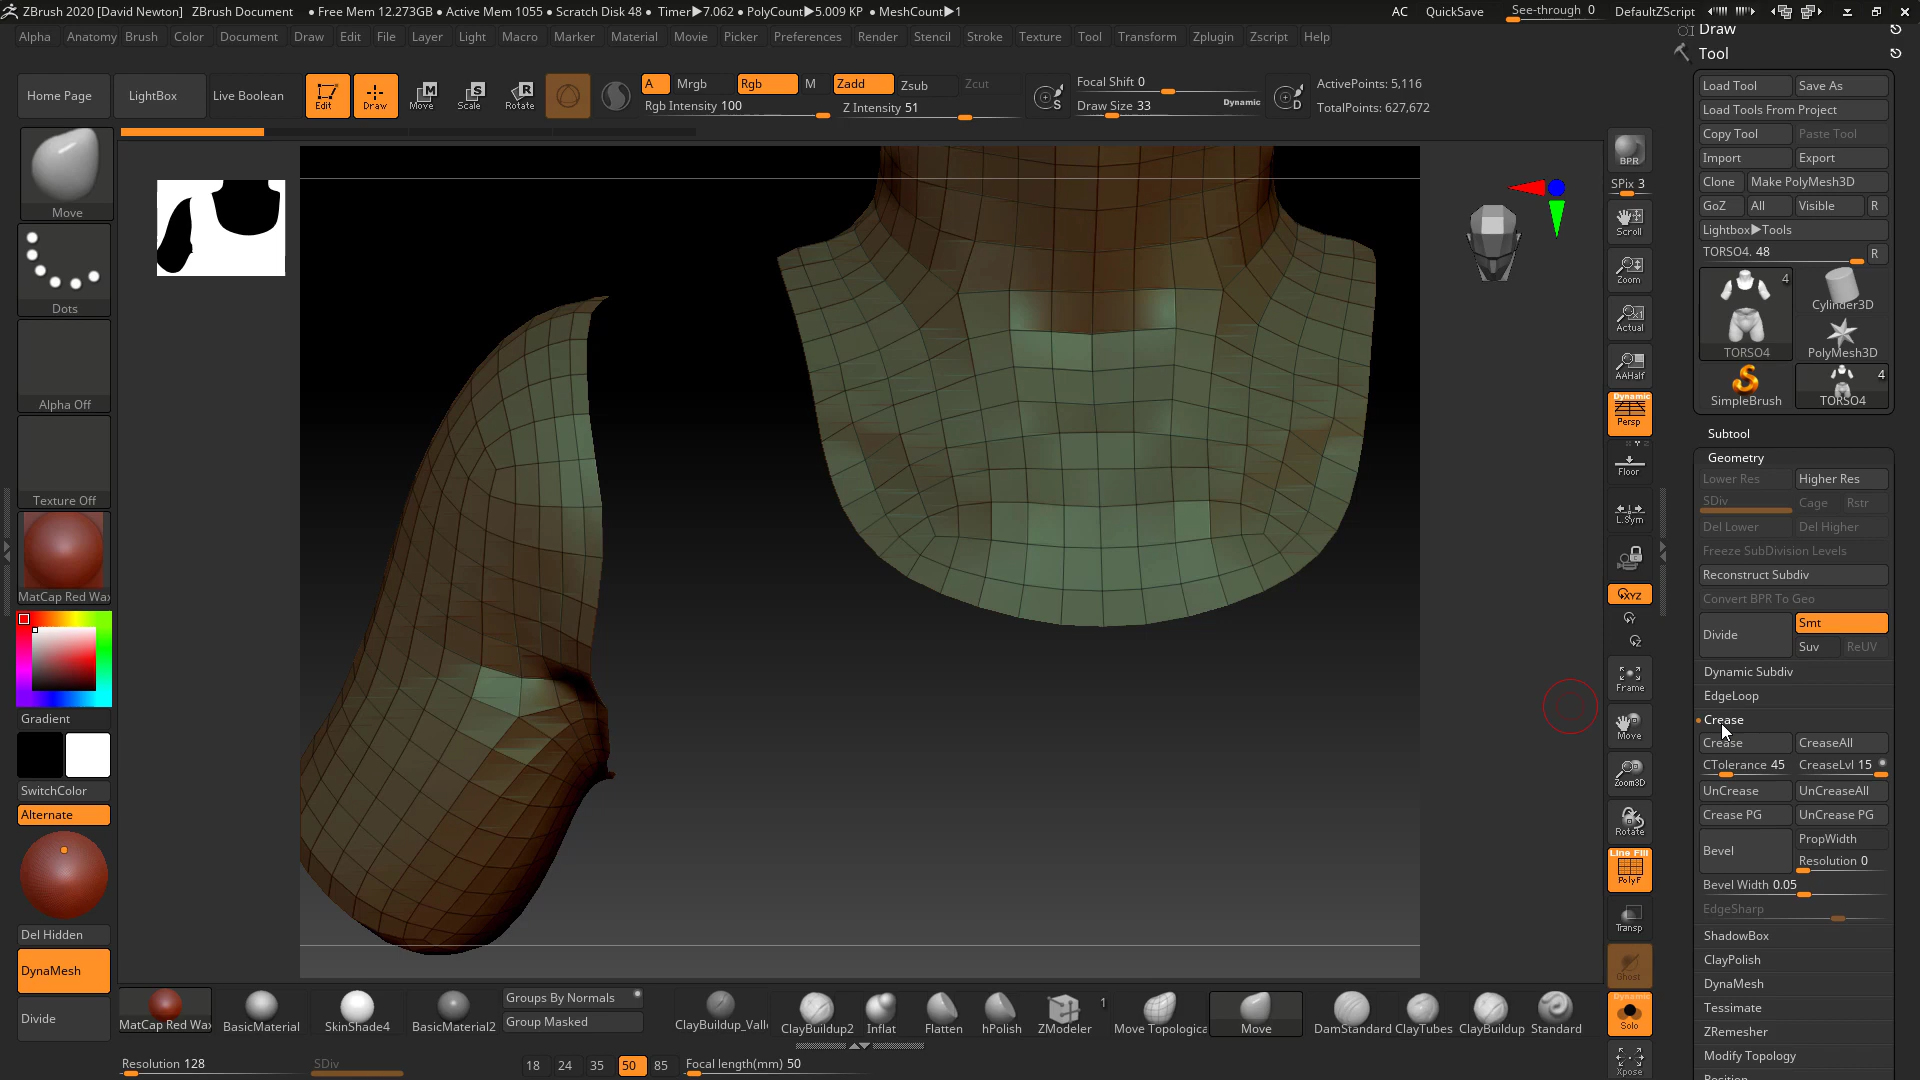 ZBrush 2020 [David Newton] ZBrush Document • Free Mem 12.273GB • Active Mem 1055 • Scratch Disk 48 • Timer▶7.062 • PolyCount▶5.009 KP • MeshCount▶1 AC QuickSave See-through 0 DefaultZScript
Alpha Anatomy Brush Color Document Draw Edit File Layer Light Macro Marker Material Movie Picker Preferences Render Stencil Stroke Texture Tool Transform Zplugin Zscript Help
Home Page LightBox Live Boolean Edit Draw Move Scale Rotate
A Mrgb Rgb M Zadd Zsub Zcut
Rgb Intensity 100 Z Intensity 51
Focal Shift 0
Draw Size 33 Dynamic
S D
ActivePoints: 5,116
TotalPoints: 627,672
Move
Dots
Alpha Off
Texture Off
MatCap Red Wax
Gradient
SwitchColor
Alternate
Del Hidden
DynaMesh
Divide
BPR
SPix 3
Scroll
Zoom
Actual
AAHalf
Dynamic
Persp
Floor
L.Sym
XYZ
Frame
Move
Zoom3D
Rotate
Line Fill
PolyF
Transp
Ghost
Dynamic
Solo
Xpose
Draw
Tool
Load Tool Save As
Load Tools From Project
Copy Tool Paste Tool
Import Export
Clone Make PolyMesh3D
GoZ All Visible R
Lightbox▶Tools
TORSO4. 48 R
4
TORSO4
Cylinder3D
PolyMesh3D
SimpleBrush
4
TORSO4
Subtool
Geometry
Lower Res Higher Res
SDiv Cage Rstr
Del Lower Del Higher
Freeze SubDivision Levels
Reconstruct Subdiv
Convert BPR To Geo
Divide Smt
Suv ReUV
Dynamic Subdiv
EdgeLoop
Crease
Crease CreaseAll
CTolerance 45 CreaseLvl 15
UnCrease UnCreaseAll
Crease PG UnCrease PG
Bevel PropWidth
Resolution 0
Bevel Width 0.05
EdgeSharp
ShadowBox
ClayPolish
DynaMesh
Tessimate
ZRemesher
Modify Topology
MatCap Red Wax BasicMaterial SkinShade4 BasicMaterial2
Groups By Normals
Group Masked
ClayBuildup2 Inflat Flatten hPolish ZModeler 1 Move Move DamStandard ClayTubes ClayBuildup Standard
Resolution 128 SDiv 18 24 35 50 85 Focal length(mm) 50